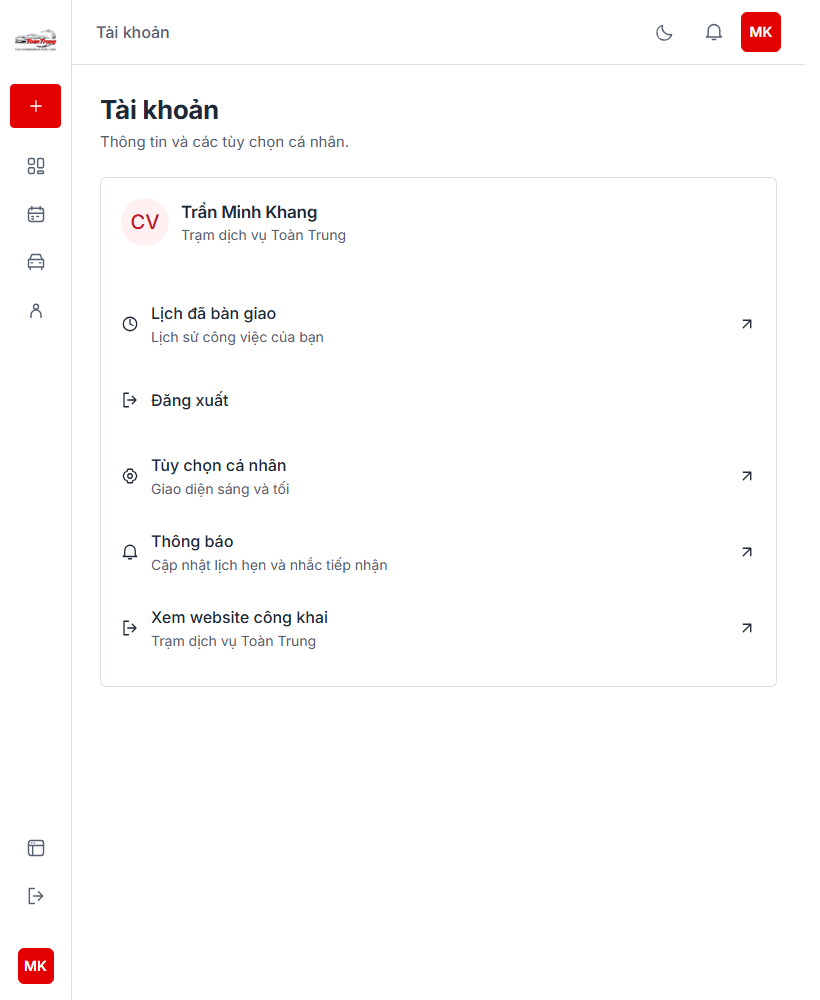 Toàn Trung
Tài khoản
MK
Tài khoản
Thông tin và các tùy chọn cá nhân.
CV
Trần Minh Khang
Trạm dịch vụ Toàn Trung
Lịch đã bàn giao
Lịch sử công việc của bạn
Đăng xuất
Tùy chọn cá nhân
Giao diện sáng và tối
Thông báo
Cập nhật lịch hẹn và nhắc tiếp nhận
Xem website công khai
Trạm dịch vụ Toàn Trung
MK